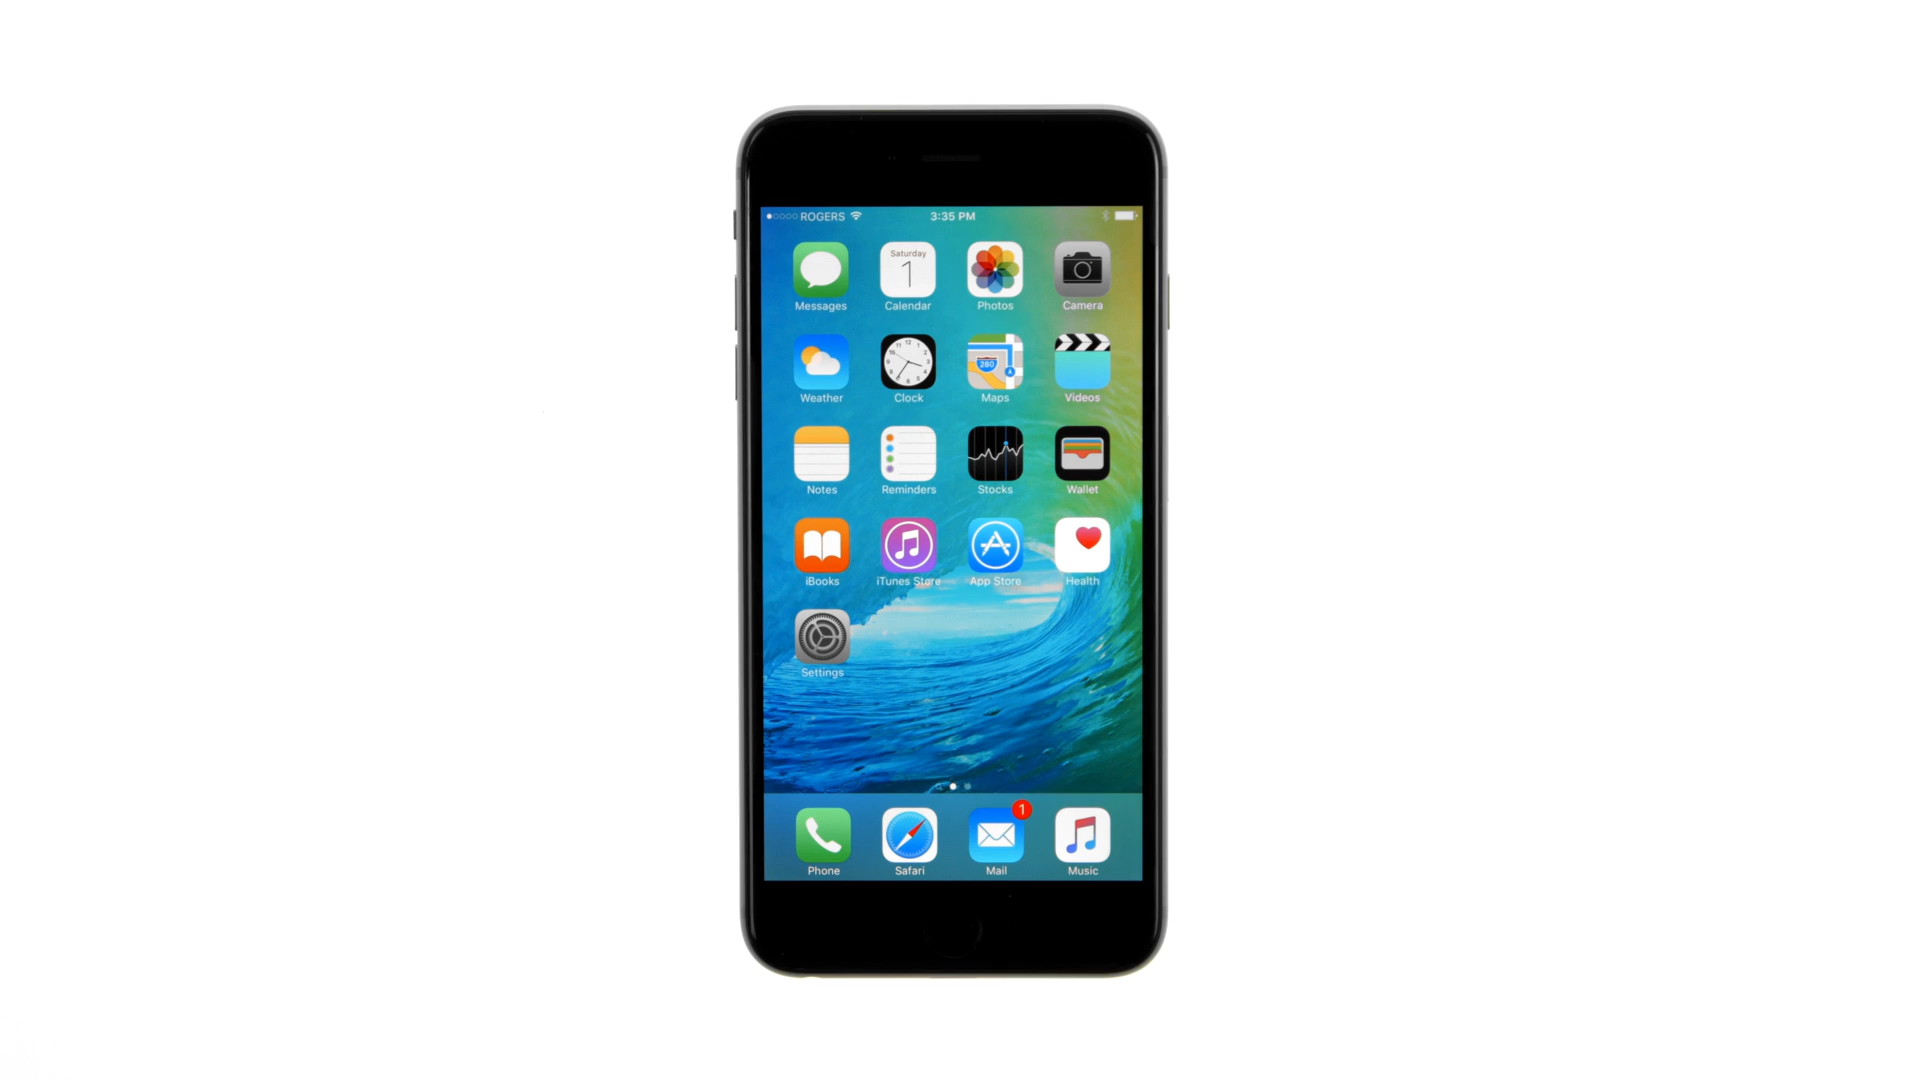 ROGERS 3:35 PM
Saturday
1
Messages Calendar Photos Camera
280
Weather Clock Maps Videos
Notes Reminders Stocks Wallet
iBooks iTunes Store App Store Health
Settings
1
Phone Safari Mail Music